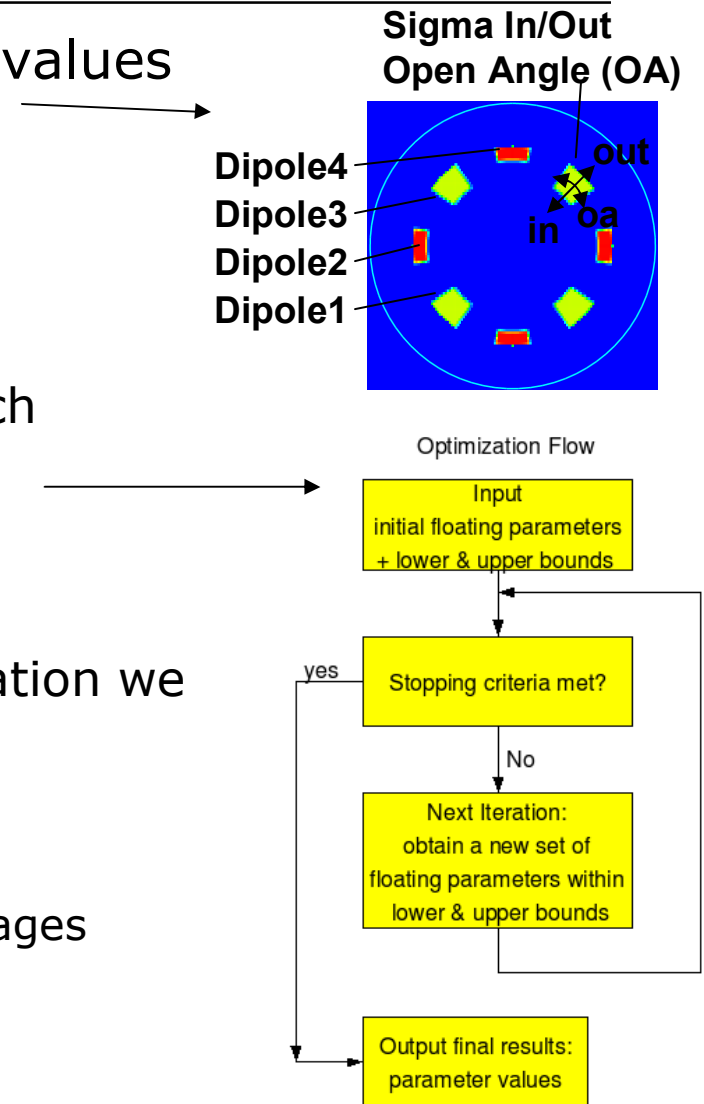 values
Sigma In/Out
Open Angle (OA)
Dipole4
Dipole3
Dipole2
Dipole1
out
in
oa
ch
Optimization Flow
Input
initial floating parameters
+ lower & upper bounds
ation we
yes
Stopping criteria met?
No
Next Iteration:
obtain a new set of
floating parameters within
lower & upper bounds
ages
Output final results:
parameter values